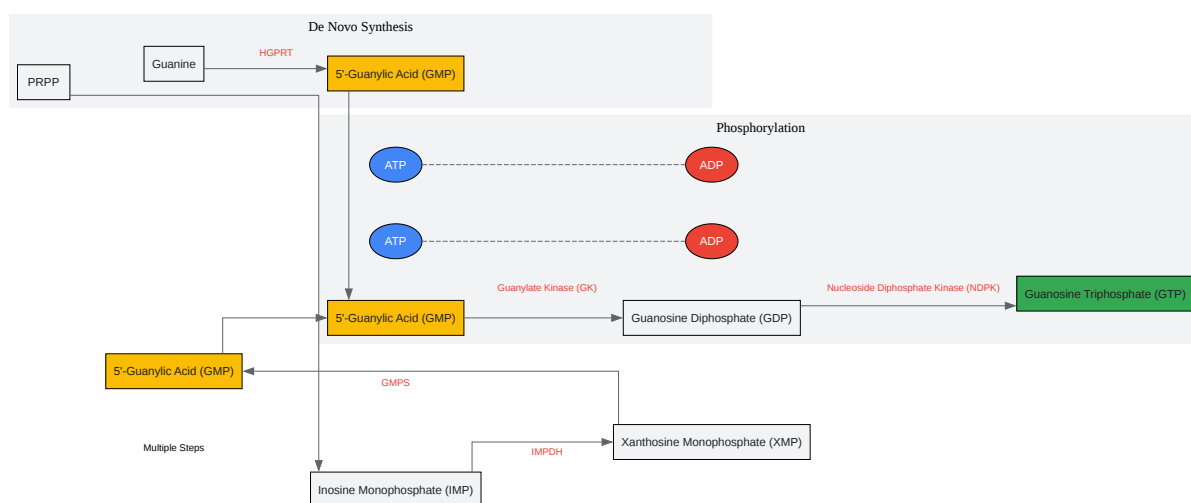 De Novo Synthesis
HGPRT
Guanine
5'-Guanylic Acid (GMP)
PRPP
Phosphorylation
ATP
ADP
ATP
ADP
Guanylate Kinase (GK)
Nucleoside Diphosphate Kinase (NDPK)
Guanosine Triphosphate (GTP)
5'-Guanylic Acid (GMP)
Guanosine Diphosphate (GDP)
5'-Guanylic Acid (GMP)
GMPS
Multiple Steps
IMPDH
Xanthosine Monophosphate (XMP)
Inosine Monophosphate (IMP)